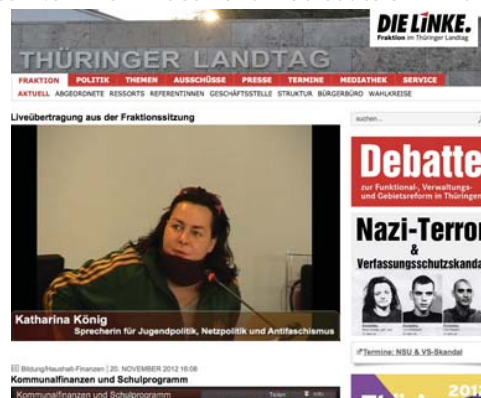 DIE LINKE.
Fraktion im Thüringer Landtag
THÜRINGER LANDTAG
FRAKTION POLITIK THEMEN AUSSCHÜSSE PRESSE TERMINE MEDIATHEK SERVICE
AKTUELL ABGEORDNETE RESSORTS REFERENTINNEN GESCHÄFTSSTELLE STRUKTUR BÜRGERBÜRO WAHLKREISE
Liveübertragung aus der Fraktionssitzung
suchen...
Katharina König
Sprecherin für Jugendpolitik, Netzpolitik und Antifaschismus
Bildung/Haushalt-Finanzen | 20. NOVEMBER 2012 16:08
Kommunalfinanzen und Schulprogramm
Kommunalfinanzen und Schulprogramm
Teilen
Info
Debatte
zur Funktional-, Verwaltungs-
und Gebietsreform in Thüringen
Nazi-Terror
&
Verfassungsschutzskandal
Termine: NSU & VS-Skandal